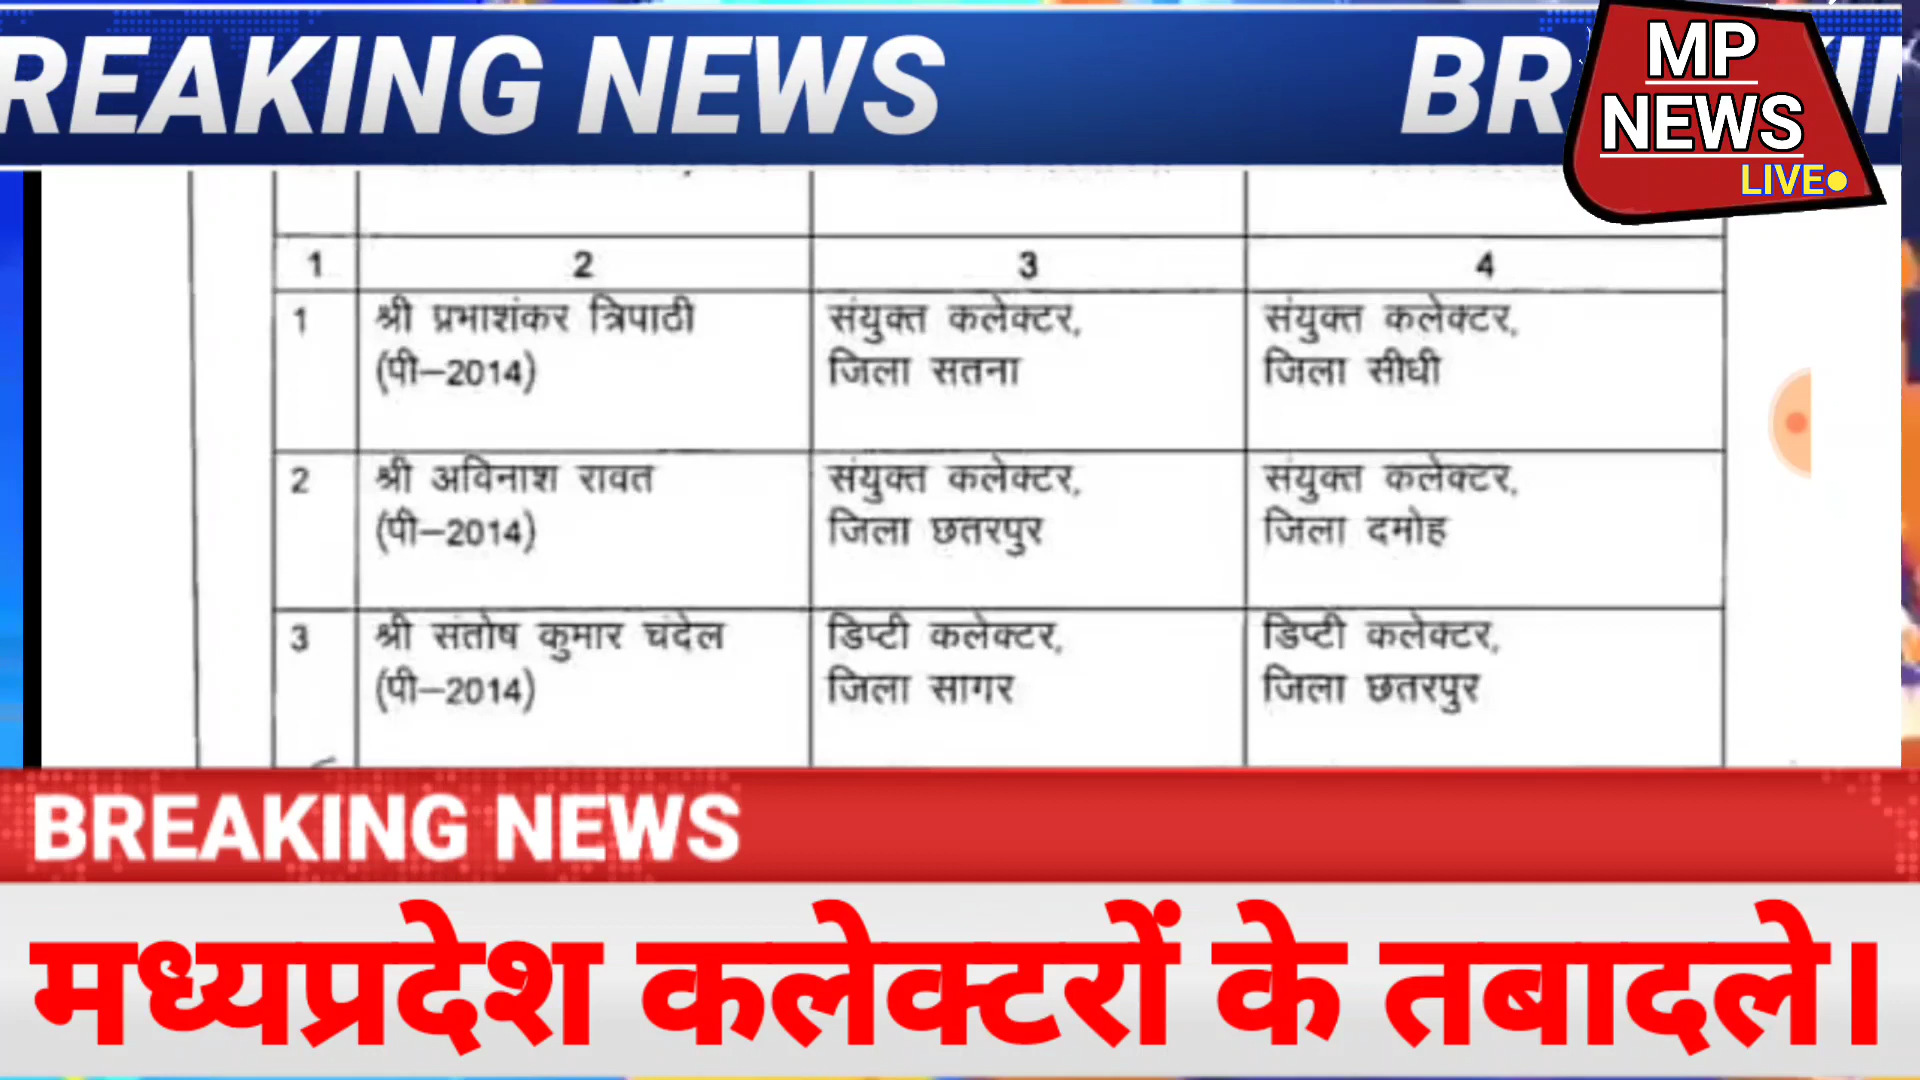 REAKING NEWS
BR
MP
NEWS
LIVE
1 2 3 4
1 श्री प्रभाशंकर त्रिपाठी संयुक्त कलेक्टर, संयुक्त कलेक्टर,
(पी–2014) जिला सतना जिला सीधी
2 श्री अविनाश रावत संयुक्त कलेक्टर, संयुक्त कलेक्टर,
(पी–2014) जिला छतरपुर जिला दमोह
3 श्री संतोष कुमार चंदेल डिप्टी कलेक्टर, डिप्टी कलेक्टर,
(पी–2014) जिला सागर जिला छतरपुर
BREAKING NEWS
मध्यप्रदेश कलेक्टरों के तबादले।